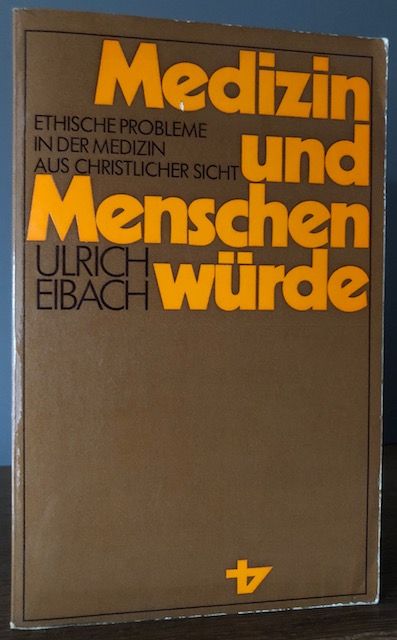 Medizin
ETHISCHE PROBLEME
IN DER MEDIZIN
AUS CHRISTLICHER SICHT
und
Menschen
ULRICH
EIBACH
würde